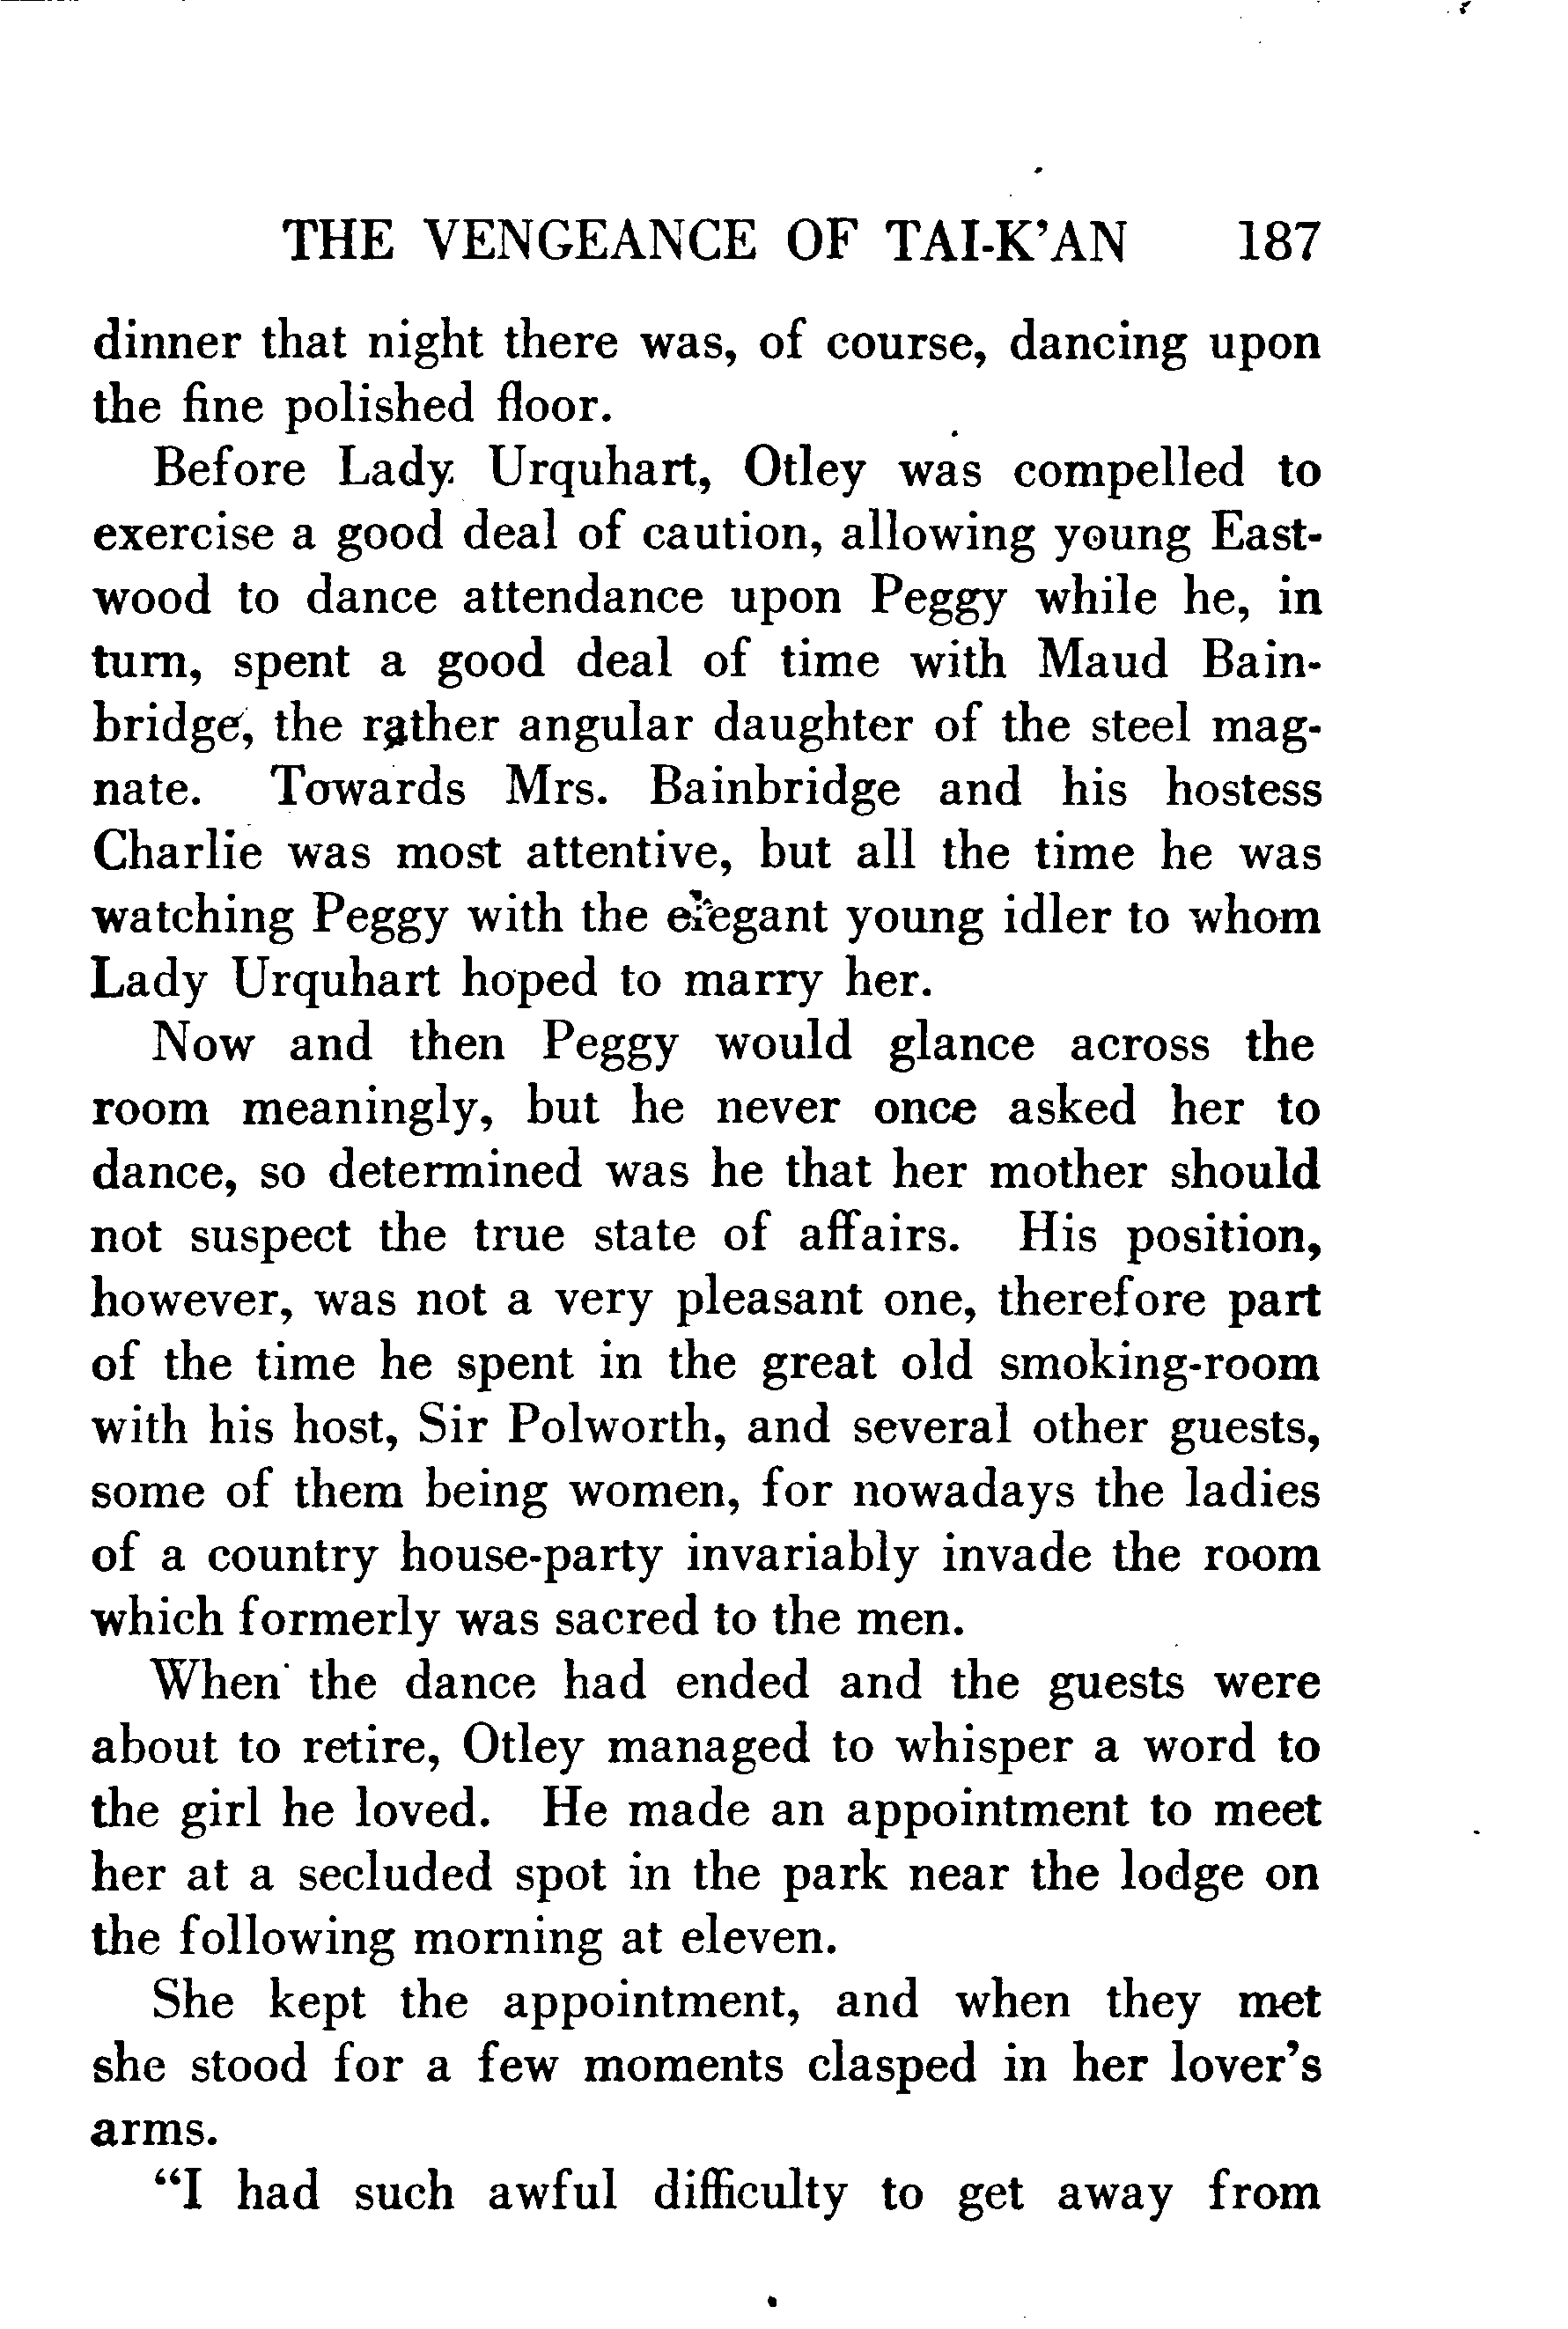 THE VENGEANCE OF TAI-K’AN 187
dinner that night there was, of course, dancing upon
the fine polished floor.
Before Lady Urquhart, Otley was compelled to
exercise a good deal of caution, allowing young East-
wood to dance attendance upon Peggy while he, in
turn, spent a good deal of time with Maud Bain-
bridge, the rather angular daughter of the steel mag-
nate. Towards Mrs. Bainbridge and his hostess
Charlie was most attentive, but all the time he was
watching Peggy with the elegant young idler to whom
Lady Urquhart hoped to marry her.
Now and then Peggy would glance across the
room meaningly, but he never once asked her to
dance, so determined was he that her mother should
not suspect the true state of affairs. His position,
however, was not a very pleasant one, therefore part
of the time he spent in the great old smoking-room
with his host, Sir Polworth, and several other guests,
some of them being women, for nowadays the ladies
of a country house-party invariably invade the room
which formerly was sacred to the men.
When the dance had ended and the guests were
about to retire, Otley managed to whisper a word to
the girl he loved. He made an appointment to meet
her at a secluded spot in the park near the lodge on
the following morning at eleven.
She kept the appointment, and when they met
she stood for a few moments clasped in her lover’s
arms.
“I had such awful difficulty to get away from